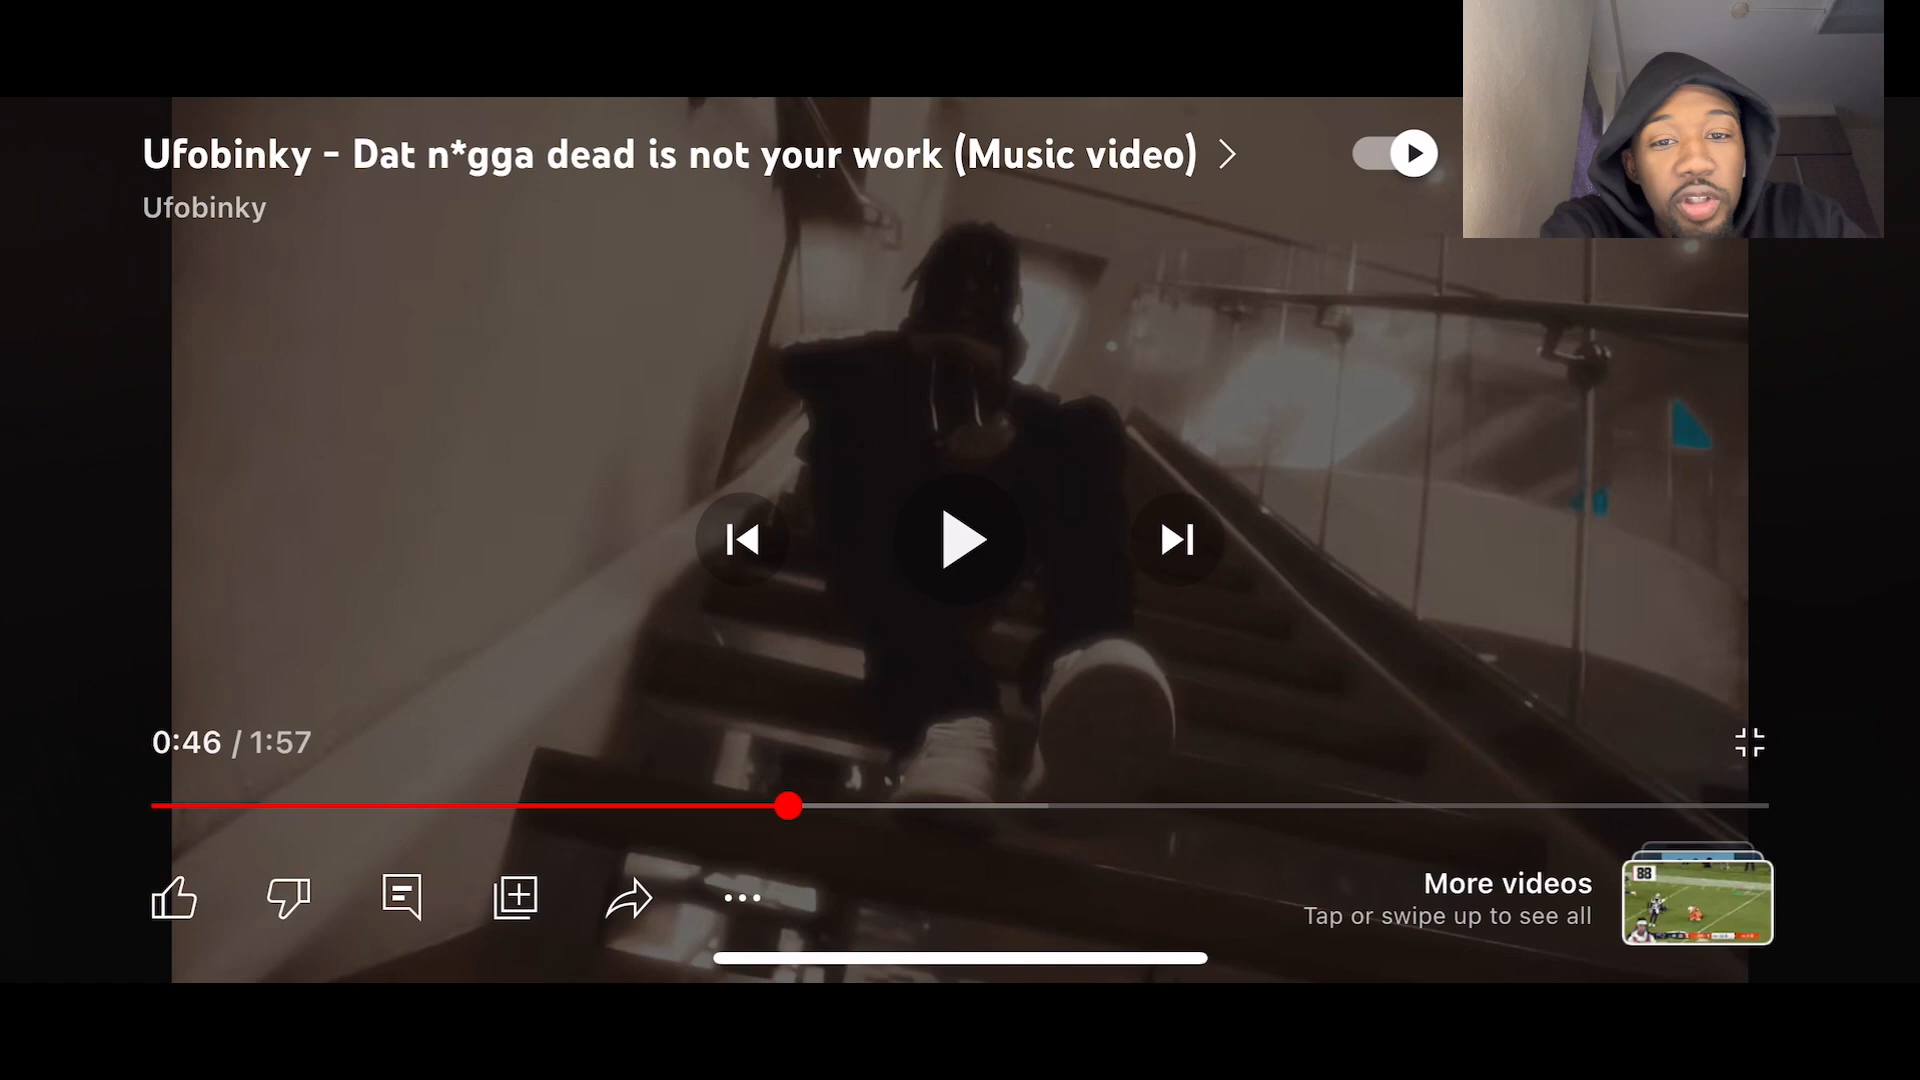 Ufobinky - Dat n*gga dead is not your work (Music video)
Ufobinky
0:46 / 1:57
More videos
Tap or swipe up to see all
88